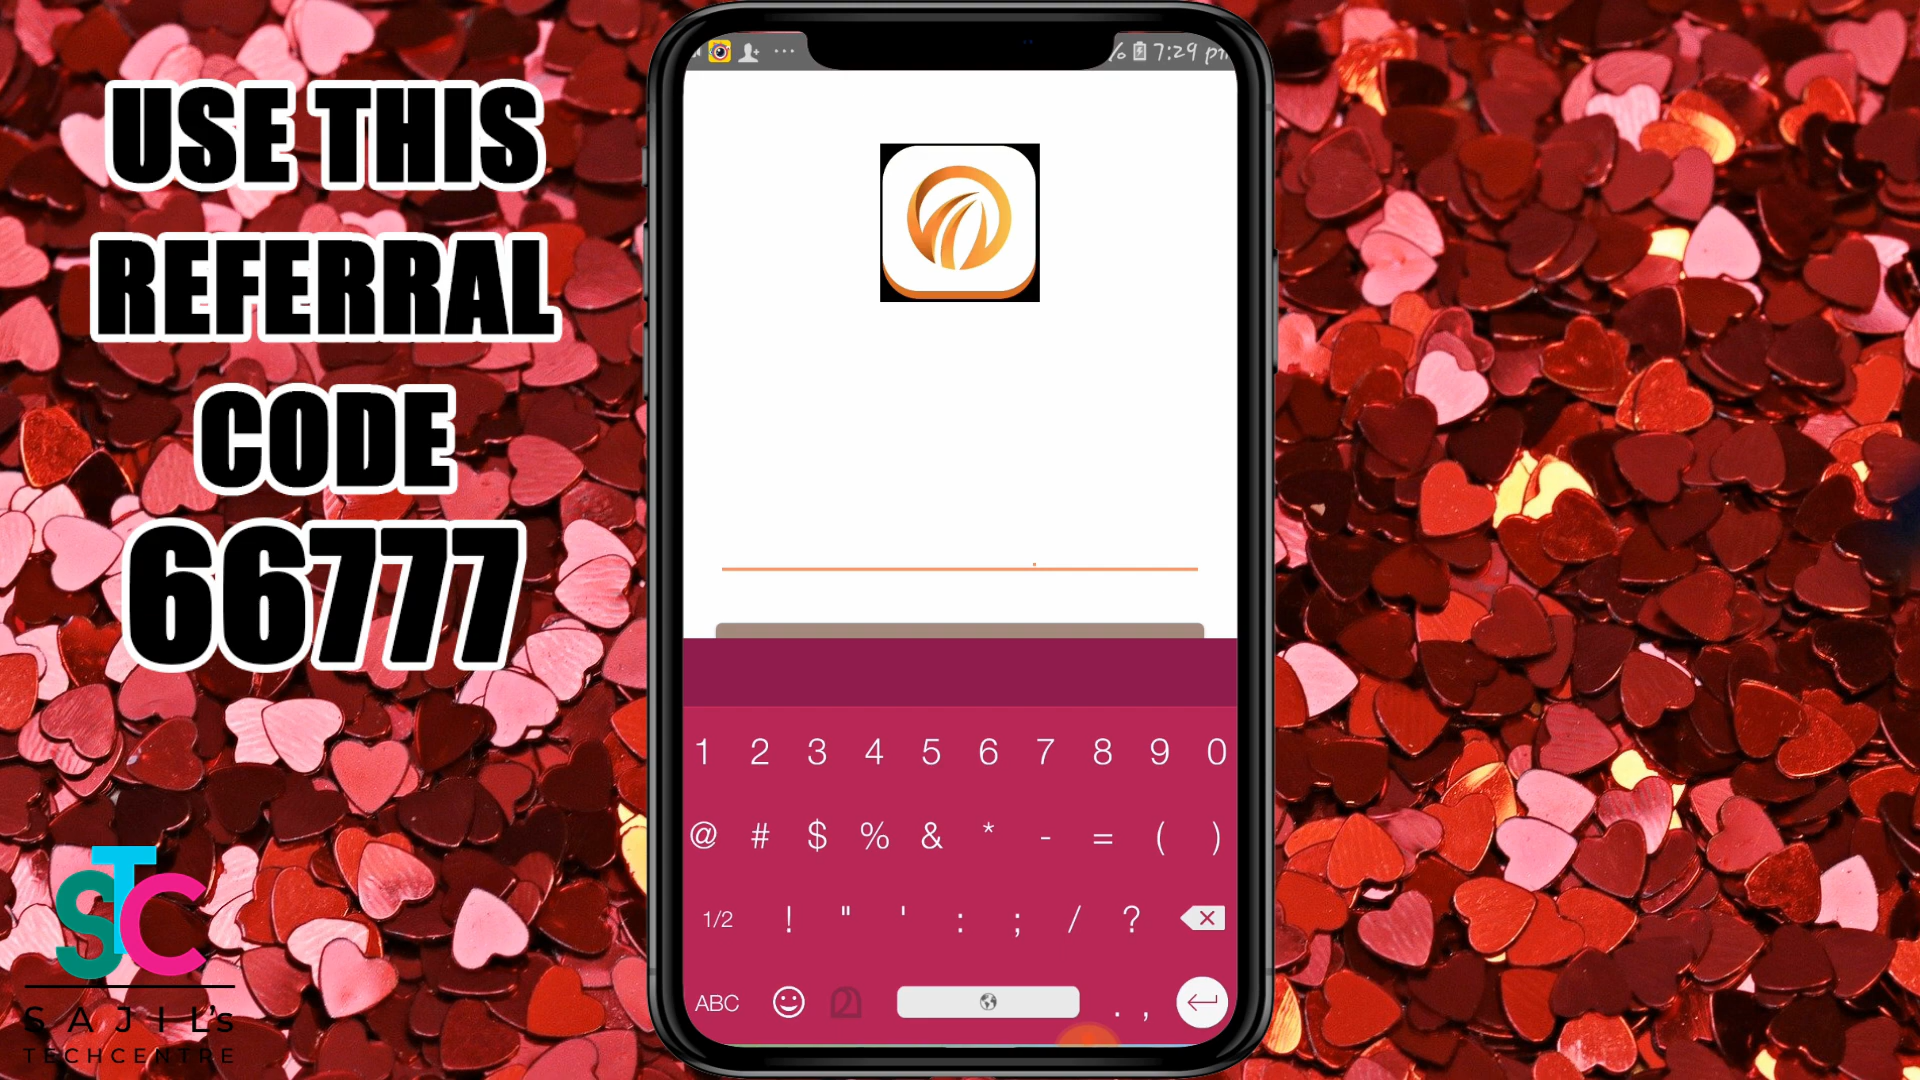 USE THIS
REFERRAL
CODE
66777
STC
SAJIL's
TECHCENTRE
7:29
1 2 3 4 5 6 7 8 9 0
@ # $ % & * - = ( )
1/2 ! " ' : ; / ?
ABC മ . ,